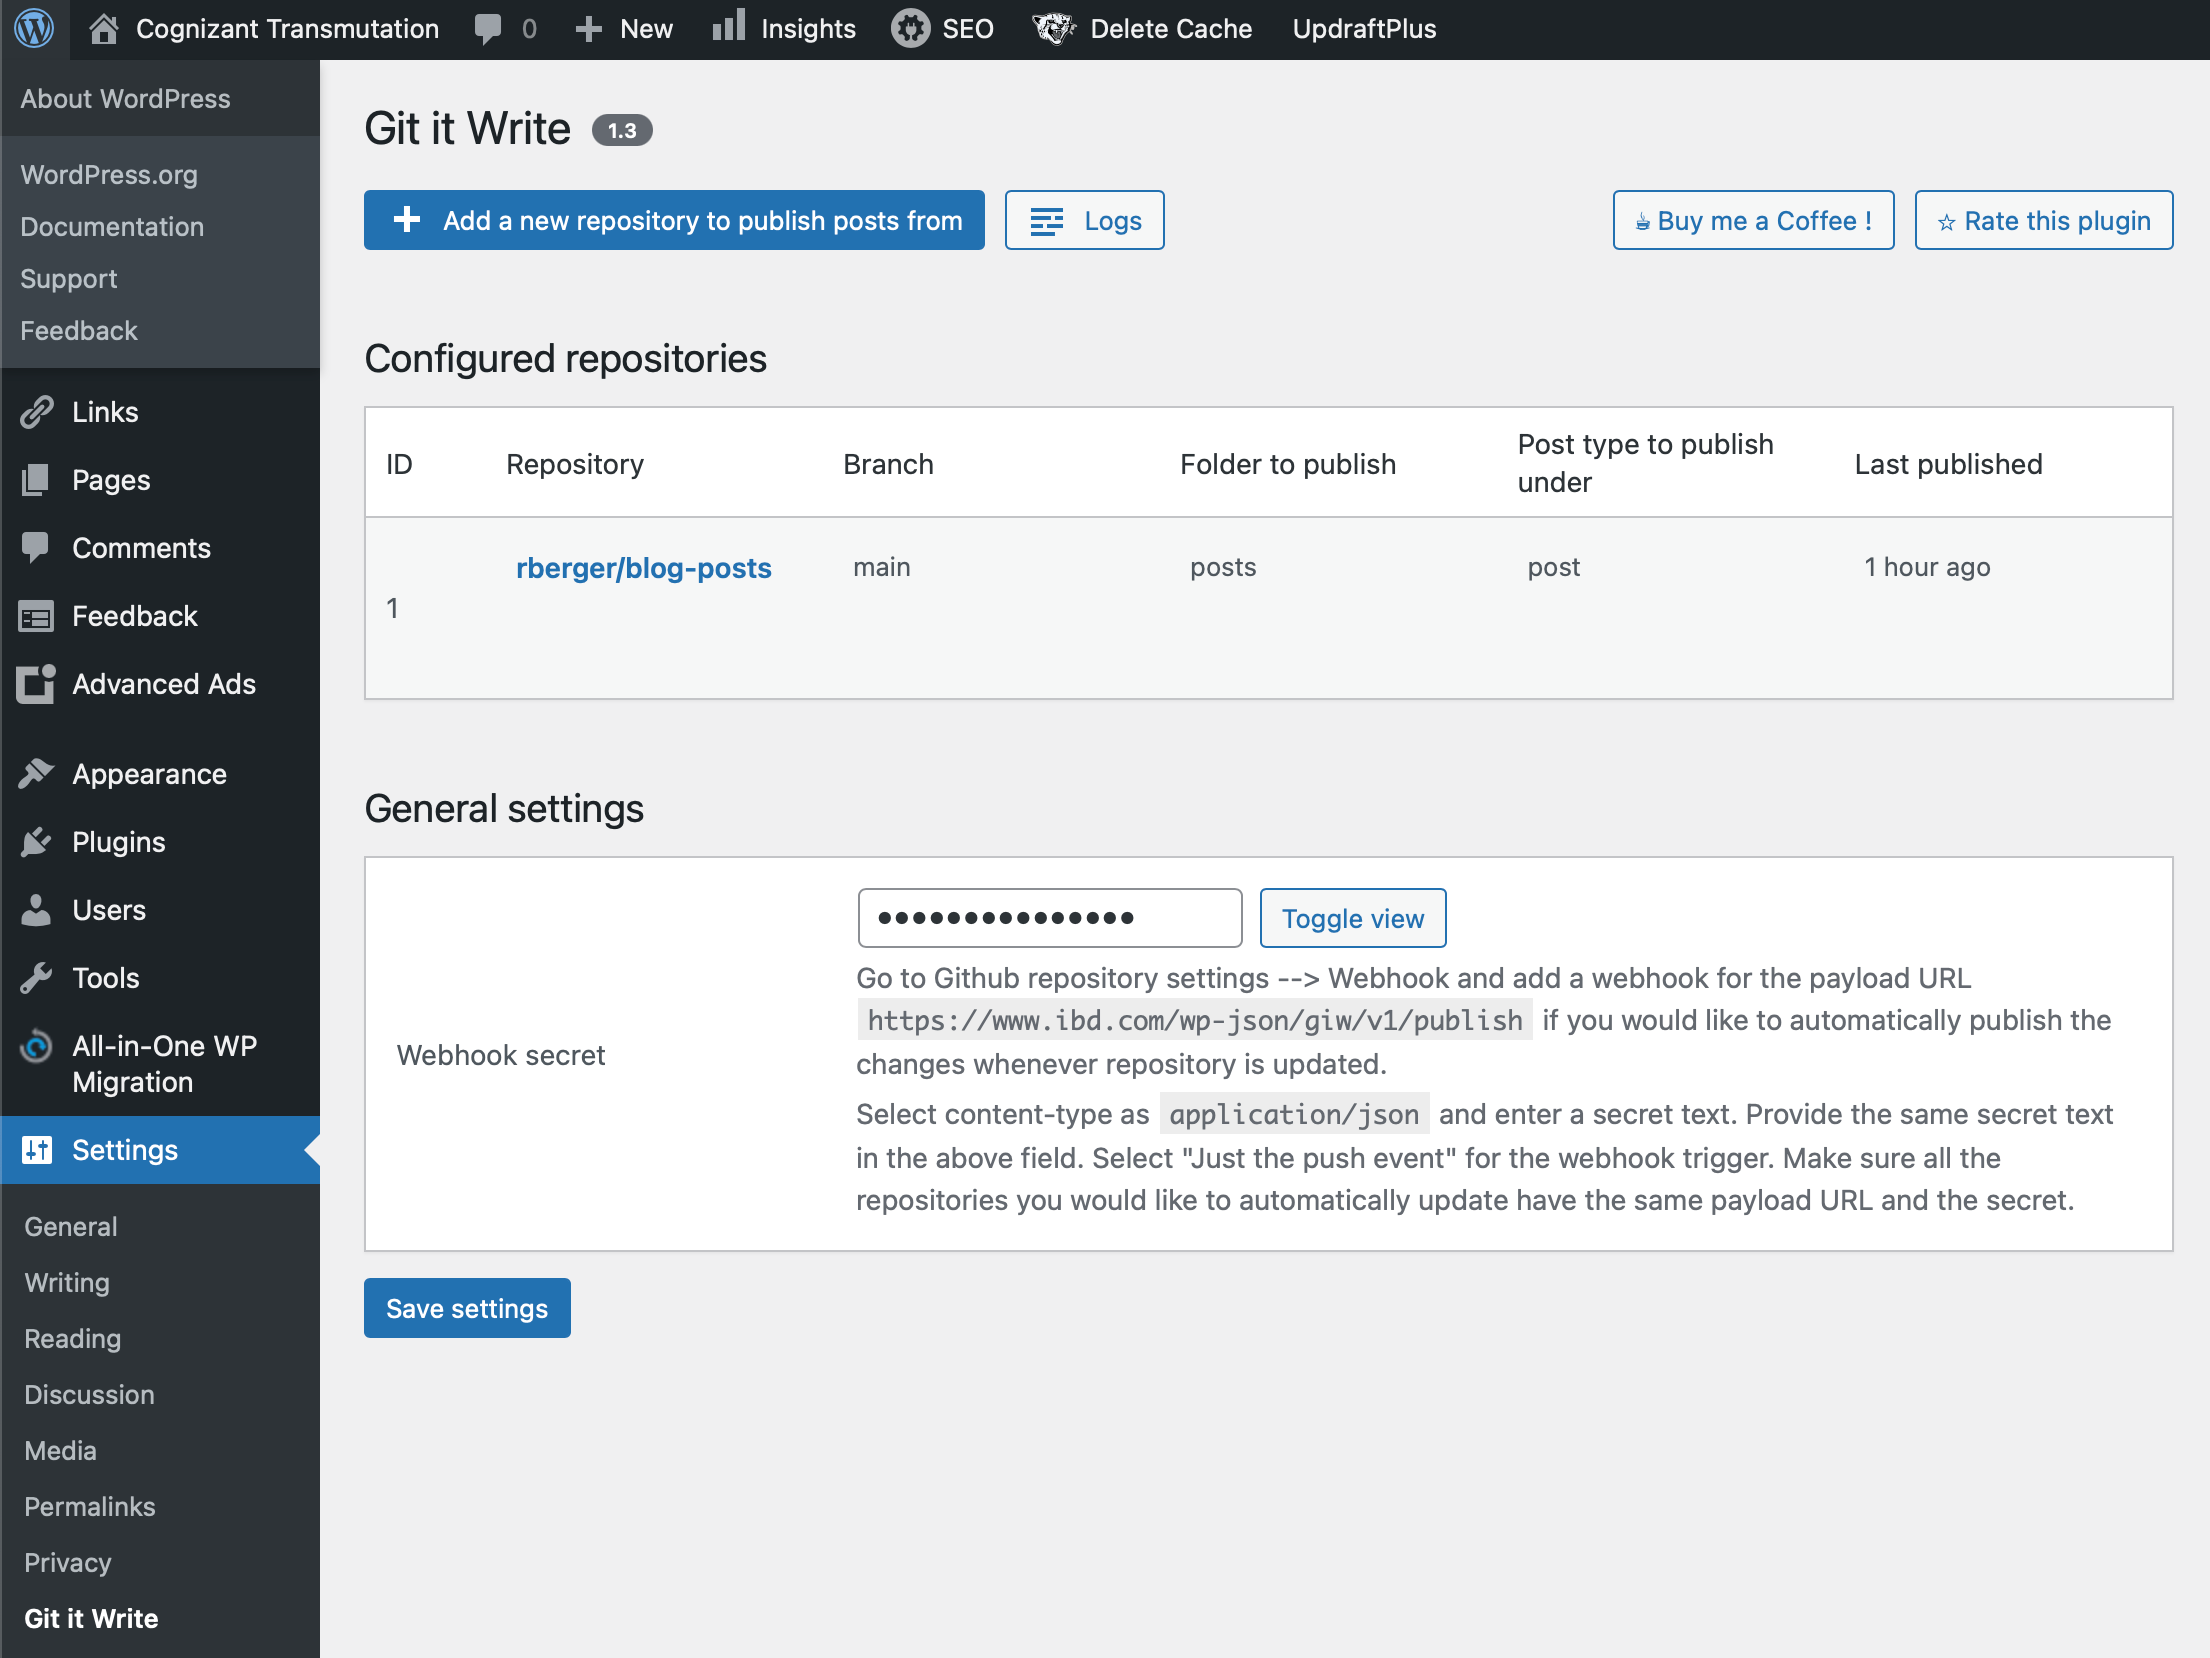 Cognizant Transmutation 0 New Insights SEO Delete Cache UpdraftPlus
About WordPress
WordPress.org
Documentation
Support
Feedback
Links
Pages
Comments
Feedback
Advanced Ads
Appearance
Plugins
Users
Tools
All-in-One WP
Migration
Settings
General
Writing
Reading
Discussion
Media
Permalinks
Privacy
Git it Write
Git it Write 1.3
Add a new repository to publish posts from Logs Buy me a Coffee ! ☆ Rate this plugin
Configured repositories
ID Repository Branch Folder to publish Post type to publish under Last published
1 rberger/blog-posts main posts post 1 hour ago
General settings
Webhook secret
••••••••••••••• Toggle view
Go to Github repository settings --> Webhook and add a webhook for the payload URL
https://www.ibd.com/wp-json/giw/v1/publish if you would like to automatically publish the
changes whenever repository is updated.
Select content-type as application/json and enter a secret text. Provide the same secret text
in the above field. Select "Just the push event" for the webhook trigger. Make sure all the
repositories you would like to automatically update have the same payload URL and the secret.
Save settings